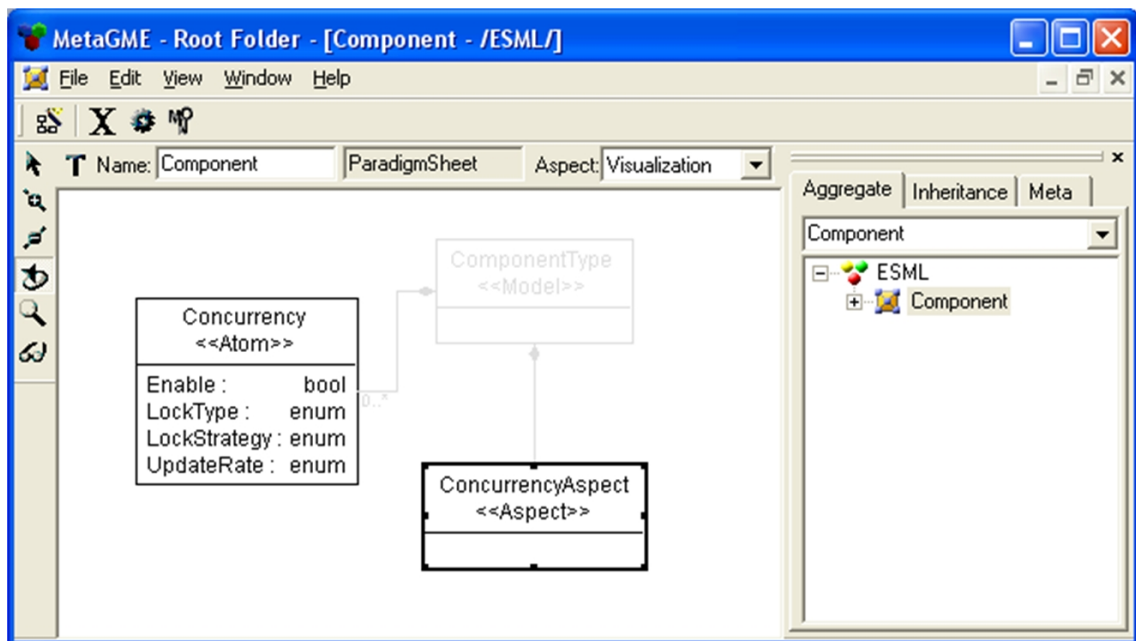 MetaGME - Root Folder - [Component - /ESML/]
File Edit View Window Help
Name: Component ParadigmSheet Aspect: Visualization
Aggregate Inheritance Meta
Component
ESML
Component
ComponentType
<<Model>>
Concurrency
<<Atom>>
Enable : bool
LockType : enum
LockStrategy : enum
UpdateRate : enum
0..*
ConcurrencyAspect
<<Aspect>>